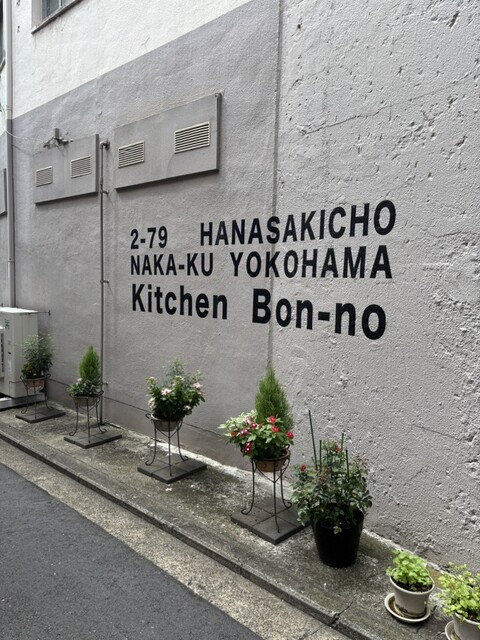 2-79 HANASAKICHO
NAKA-KU YOKOHAMA
Kitchen Bon-no